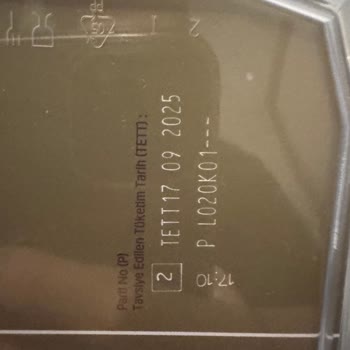 Parti No (P)
Tavsiye Edilen Tüketim Tarihi (TETT) :
2 TETT17 09 2025
P L020K01---
17:10